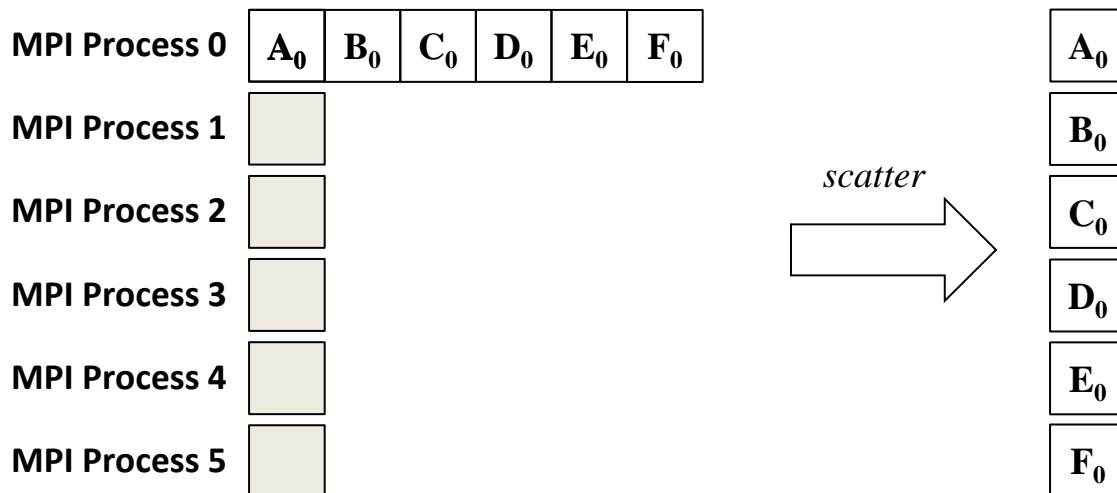 MPI Process 0 A₀ B₀ C₀ D₀ E₀ F₀ A₀
MPI Process 1 B₀
scatter
MPI Process 2 C₀
MPI Process 3 D₀
MPI Process 4 E₀
MPI Process 5 F₀